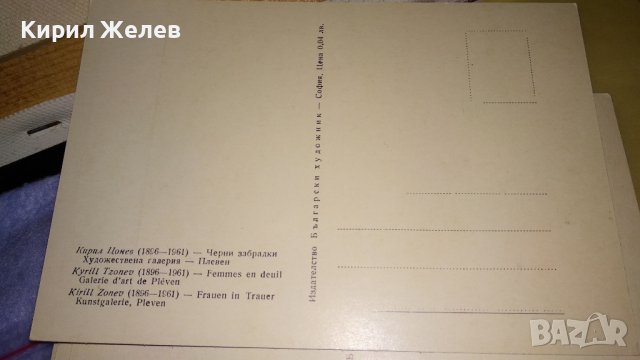 Кирил Желев
Кирил Цонев (1896—1961) — Черни забрадки
Художествена галерия — Плевен
Kyrill Tzonev (1896—1961) — Femmes en deuil
Galerie d'art de Pléven
Kirill Zonev (1896—1961) — Frauen in Trauer
Kunstgalerie, Pleven
Издателство Български художник — София, Цена 0,04 лв.
BAZAR
.bg